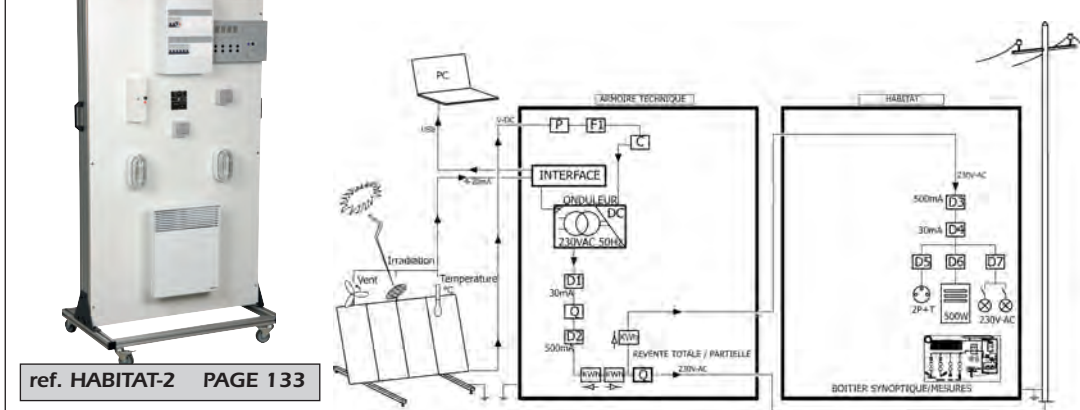 ref. HABITAT-2 PAGE 133
PC
USB
V-DC
4-20mA
Irradiation
Vent
Température
°C
ARMOIRE TECHNIQUE
P
F1
C
INTERFACE
ONDULEUR
DC
230VAC 50HZ
D1
30mA
Q
D2
500mA
KWh
KWh KWh Q
REVENTE TOTALE / PARTIELLE
230V-AC
HABITAT
230V-AC
500mA D3
30mA D4
D5 D6 D7
2P+T
500W
230V-AC
BOITIER SYNOPTIQUE/MESURES